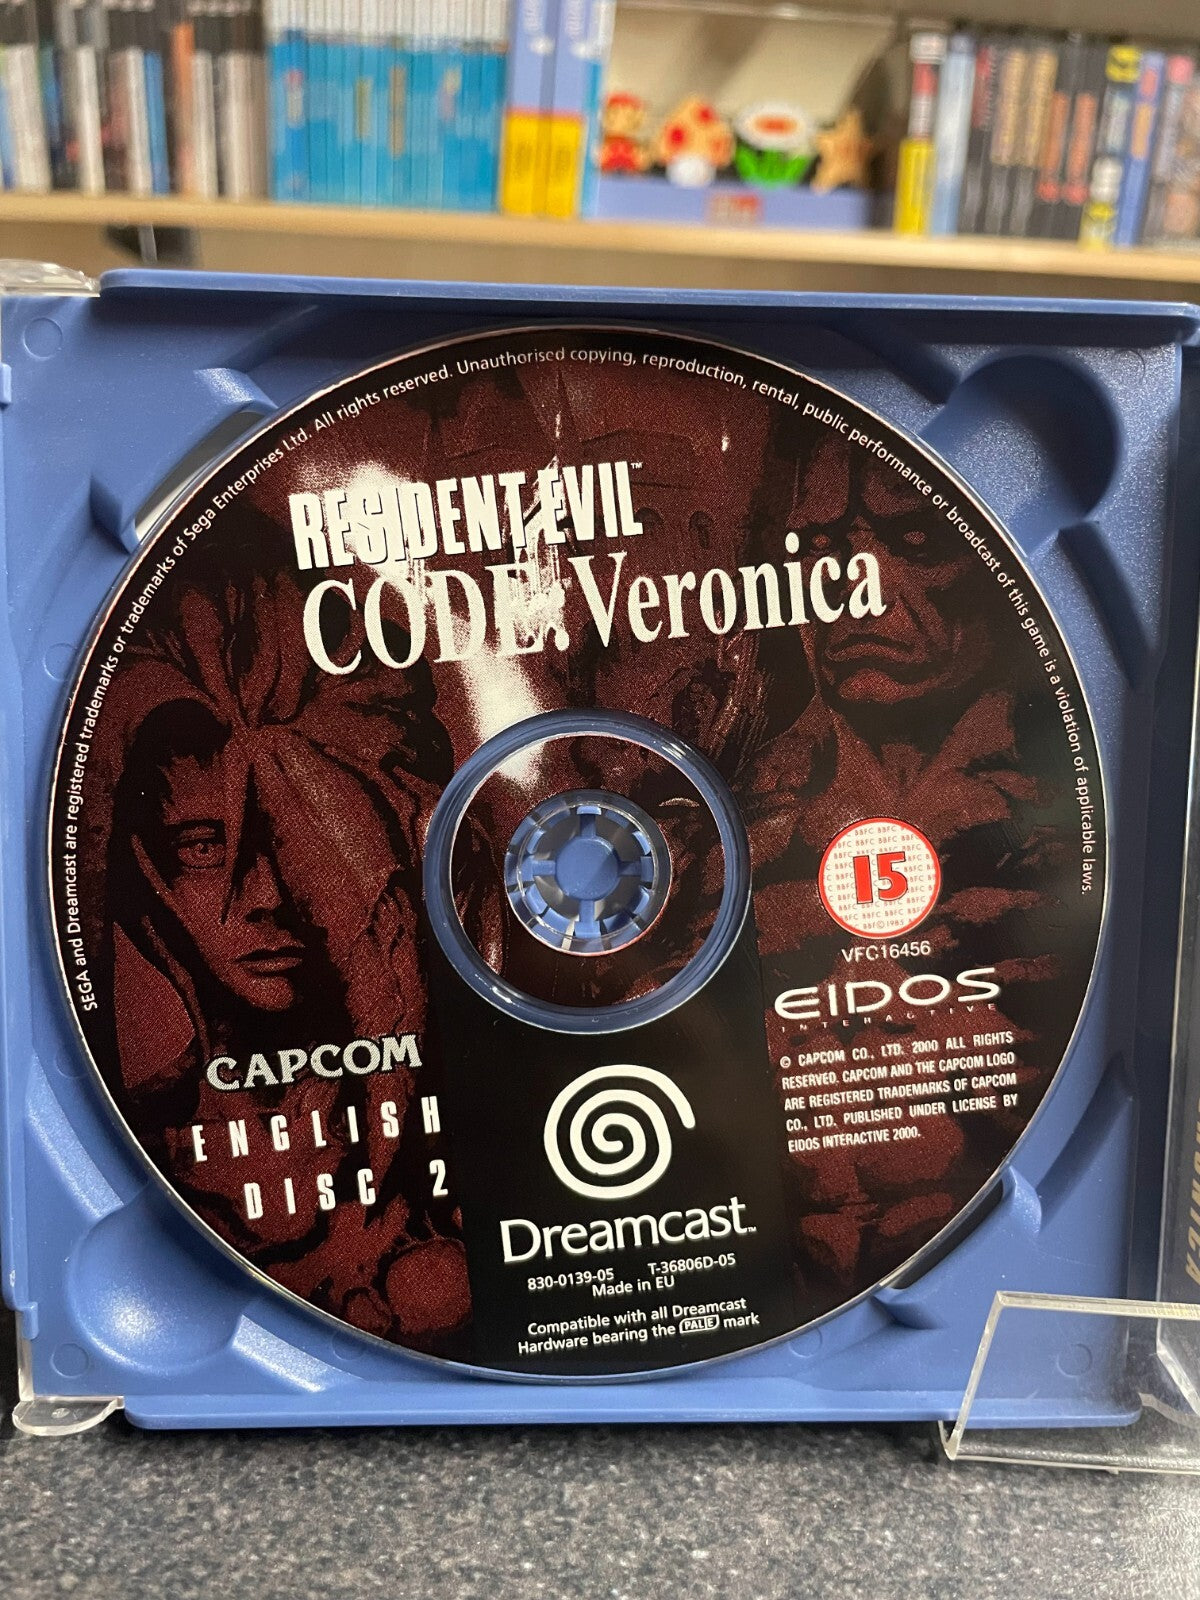 SEGA and Dreamcast are registered trademarks or trademarks of Sega Enterprises Ltd. All rights reserved. Unauthorised copying, reproduction, rental, public performance or broadcast of this game is a violation of applicable laws.
RESIDENT EVIL™
CODE: Veronica
15
VFC16456
EIDOS
INTERACTIVE
© CAPCOM CO., LTD. 2000 ALL RIGHTS
RESERVED. CAPCOM AND THE CAPCOM LOGO
ARE REGISTERED TRADEMARKS OF CAPCOM
CO., LTD. PUBLISHED UNDER LICENSE BY
EIDOS INTERACTIVE 2000.
CAPCOM
ENGLISH
DISC 2
Dreamcast™
830-0139-05 T-36806D-05
Made in EU
Compatible with all Dreamcast
Hardware bearing the PAL/E mark